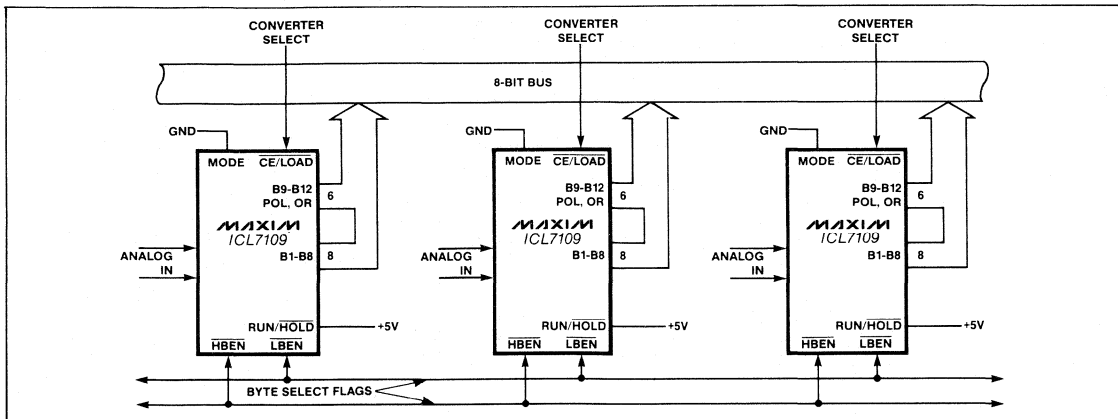 CONVERTER SELECT
CONVERTER SELECT
CONVERTER SELECT
8-BIT BUS
GND
MODE CE/LOAD
B9-B12
POL, OR
6
MAXIM
ICL7109
ANALOG IN
B1-B8
8
RUN/HOLD
+5V
HBEN LBEN
GND
MODE CE/LOAD
B9-B12
POL, OR
6
MAXIM
ICL7109
ANALOG IN
B1-B8
8
RUN/HOLD
+5V
HBEN LBEN
GND
MODE CE/LOAD
B9-B12
POL, OR
6
MAXIM
ICL7109
ANALOG IN
B1-B8
8
RUN/HOLD
+5V
HBEN LBEN
BYTE SELECT FLAGS